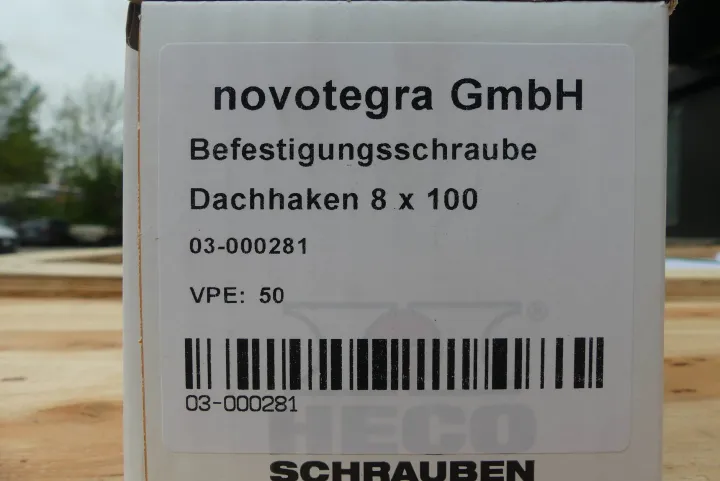 novotegra GmbH
Befestigungsschraube
Dachhaken 8 x 100
03-000281
VPE: 50
®
03-000281
HECO
SCHRAUBEN